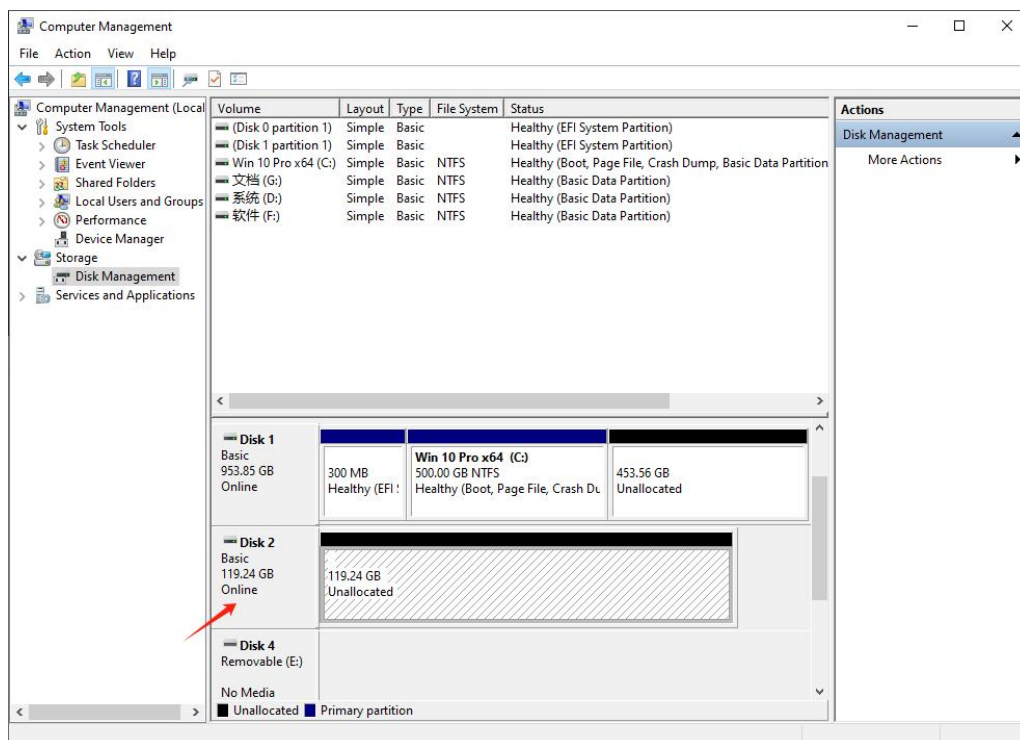 Computer Management
File Action View Help
Computer Management (Local
System Tools
Task Scheduler
Event Viewer
Shared Folders
Local Users and Groups
Performance
Device Manager
Storage
Disk Management
Services and Applications
Volume Layout Type File System Status
(Disk 0 partition 1) Simple Basic Healthy (EFI System Partition)
(Disk 1 partition 1) Simple Basic Healthy (EFI System Partition)
Win 10 Pro x64 (C:) Simple Basic NTFS Healthy (Boot, Page File, Crash Dump, Basic Data Partition
文档 (G:) Simple Basic NTFS Healthy (Basic Data Partition)
系统 (D:) Simple Basic NTFS Healthy (Basic Data Partition)
软件 (F:) Simple Basic NTFS Healthy (Basic Data Partition)
Disk 1
Basic
953.85 GB
Online
300 MB
Healthy (EFI
Win 10 Pro x64 (C:)
500.00 GB NTFS
Healthy (Boot, Page File, Crash Du
453.56 GB
Unallocated
Disk 2
Basic
119.24 GB
Online
119.24 GB
Unallocated
Disk 4
Removable (E:)
No Media
Unallocated Primary partition
Actions
Disk Management
More Actions